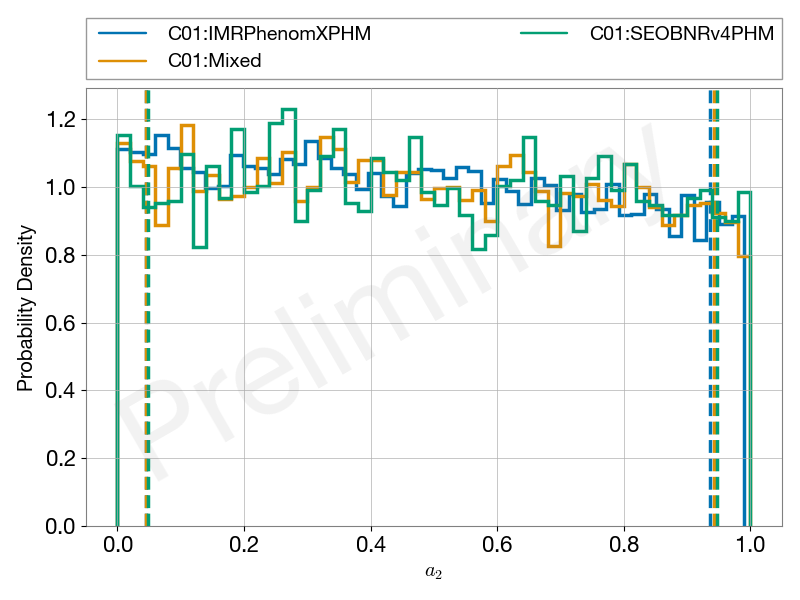 C01:IMRPhenomXPHM
C01:Mixed
C01:SEOBNRv4PHM
Preliminary
Probability Density
1.2
1.0
0.8
0.6
0.4
0.2
0.0
0.0 0.2 0.4 0.6 0.8 1.0
a₂